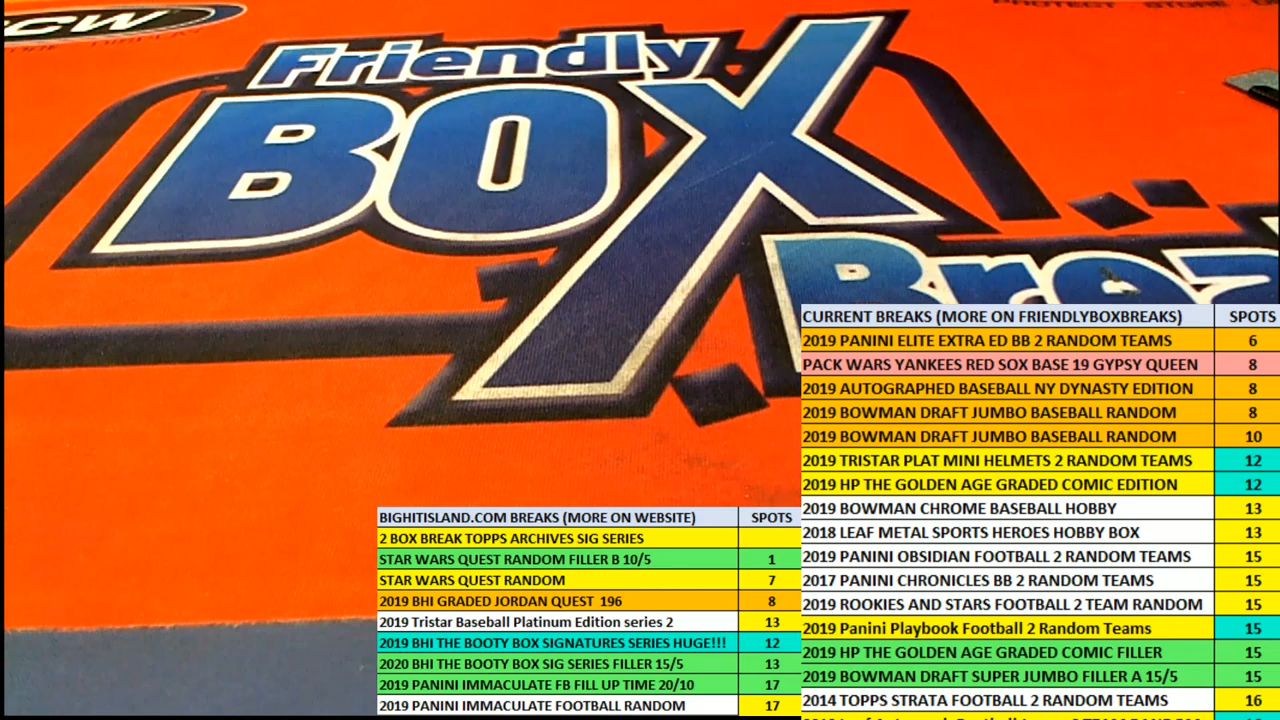 CW
PROTECT STORE
Friendly
BOX
CURRENT BREAKS (MORE ON FRIENDLYBOXBREAKS) SPOTS
2019 PANINI ELITE EXTRA ED BB 2 RANDOM TEAMS 6
PACK WARS YANKEES RED SOX BASE 19 GYPSY QUEEN 8
2019 AUTOGRAPHED BASEBALL NY DYNASTY EDITION 8
2019 BOWMAN DRAFT JUMBO BASEBALL RANDOM 8
2019 BOWMAN DRAFT JUMBO BASEBALL RANDOM 10
2019 TRISTAR PLAT MINI HELMETS 2 RANDOM TEAMS 12
2019 HP THE GOLDEN AGE GRADED COMIC EDITION 12
2019 BOWMAN CHROME BASEBALL HOBBY 13
2018 LEAF METAL SPORTS HEROES HOBBY BOX 13
2019 PANINI OBSIDIAN FOOTBALL 2 RANDOM TEAMS 15
2017 PANINI CHRONICLES BB 2 RANDOM TEAMS 15
2019 ROOKIES AND STARS FOOTBALL 2 TEAM RANDOM 15
2019 Panini Playbook Football 2 Random Teams 15
2019 HP THE GOLDEN AGE GRADED COMIC FILLER 15
2019 BOWMAN DRAFT SUPER JUMBO FILLER A 15/5 15
2014 TOPPS STRATA FOOTBALL 2 RANDOM TEAMS 16
BIGHITISLAND.COM BREAKS (MORE ON WEBSITE) SPOTS
2 BOX BREAK TOPPS ARCHIVES SIG SERIES
STAR WARS QUEST RANDOM FILLER B 10/5 1
STAR WARS QUEST RANDOM 7
2019 BHI GRADED JORDAN QUEST 196 8
2019 Tristar Baseball Platinum Edition series 2 13
2019 BHI THE BOOTY BOX SIGNATURES SERIES HUGE!!! 12
2020 BHI THE BOOTY BOX SIG SERIES FILLER 15/5 13
2019 PANINI IMMACULATE FB FILL UP TIME 20/10 17
2019 PANINI IMMACULATE FOOTBALL RANDOM 17